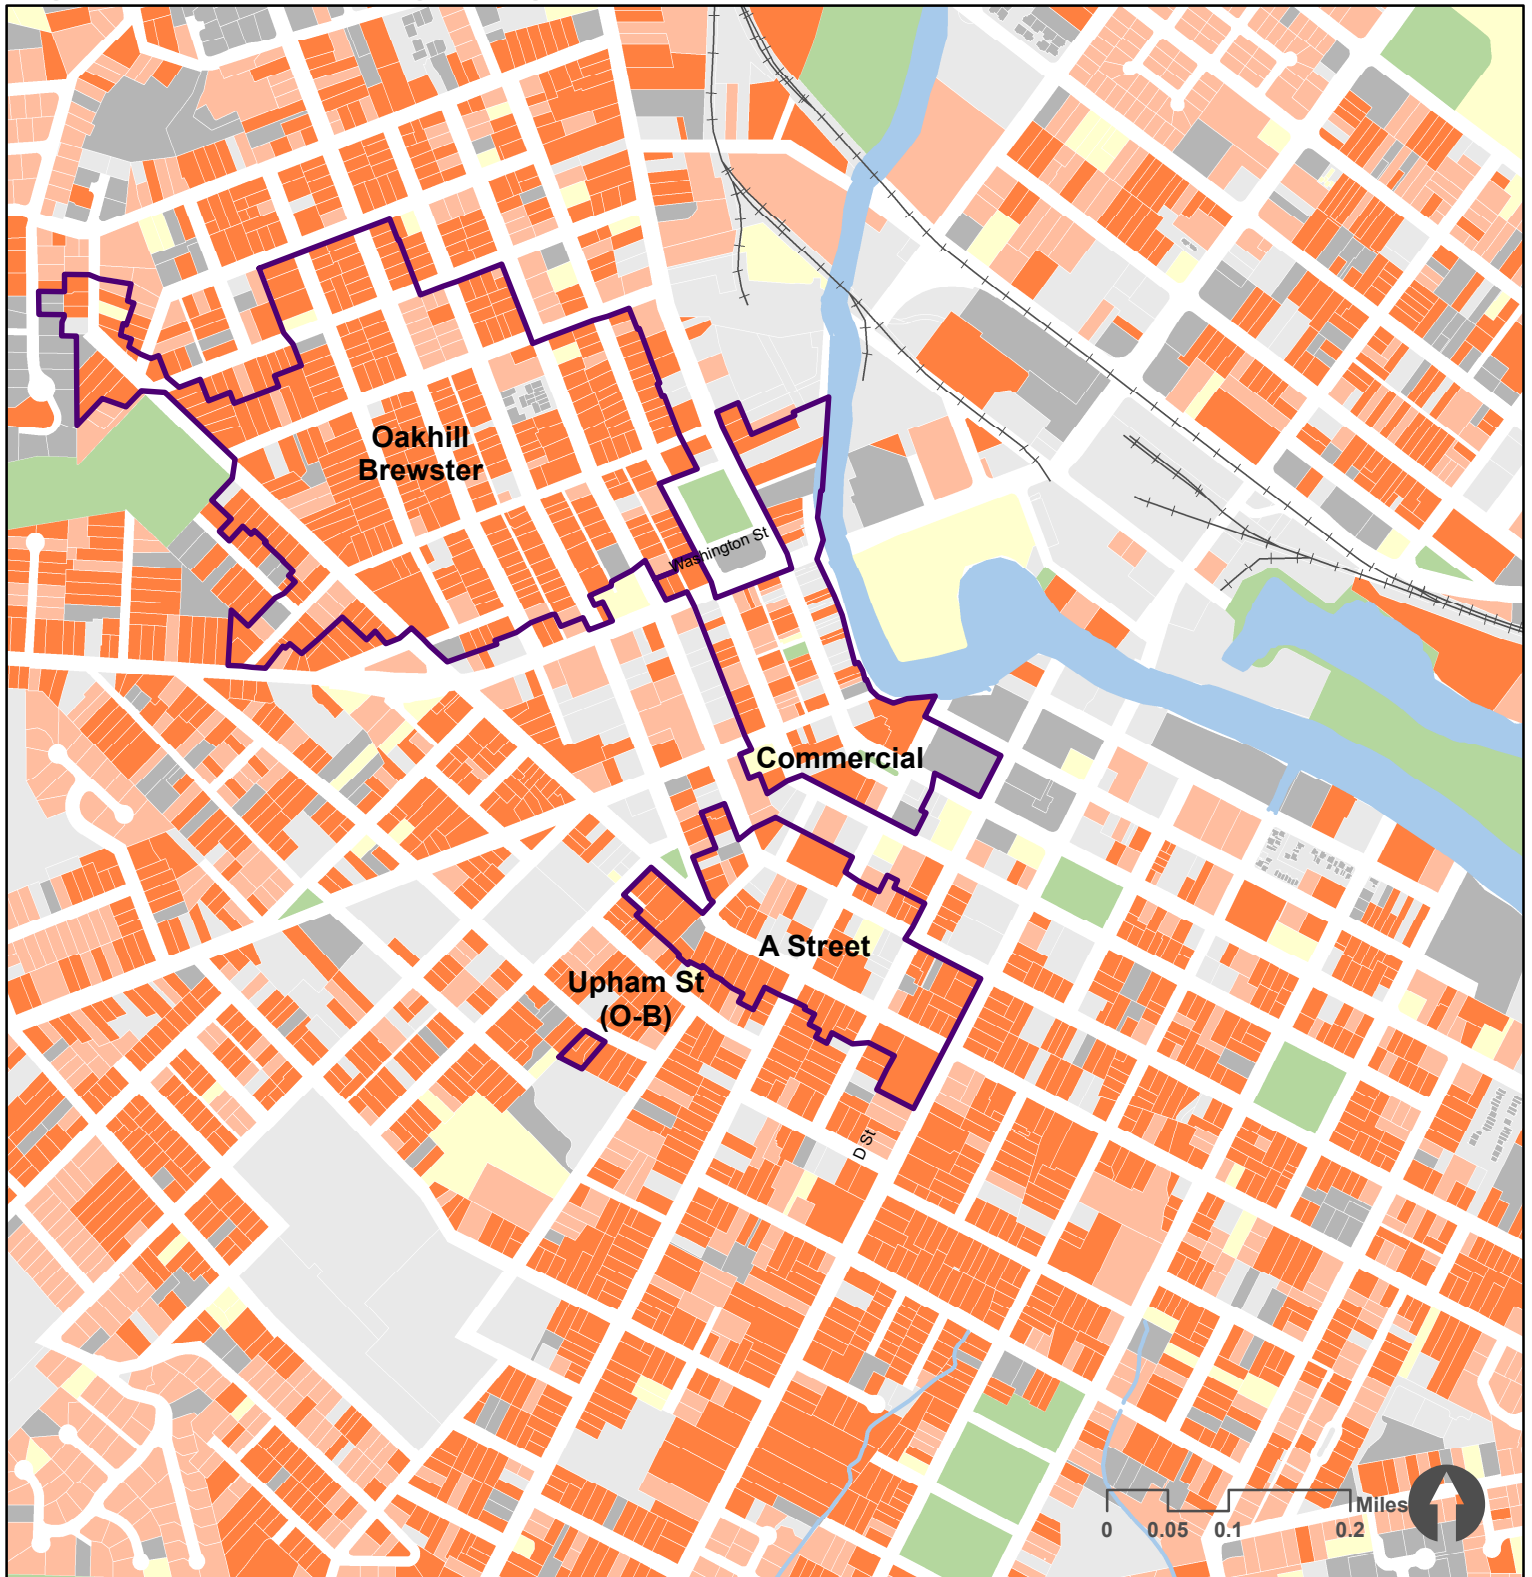 Oakhill
Brewster
Washington St
Commercial
A Street
Upham St
(O-B)
D St
Miles
0 0.05 0.1 0.2